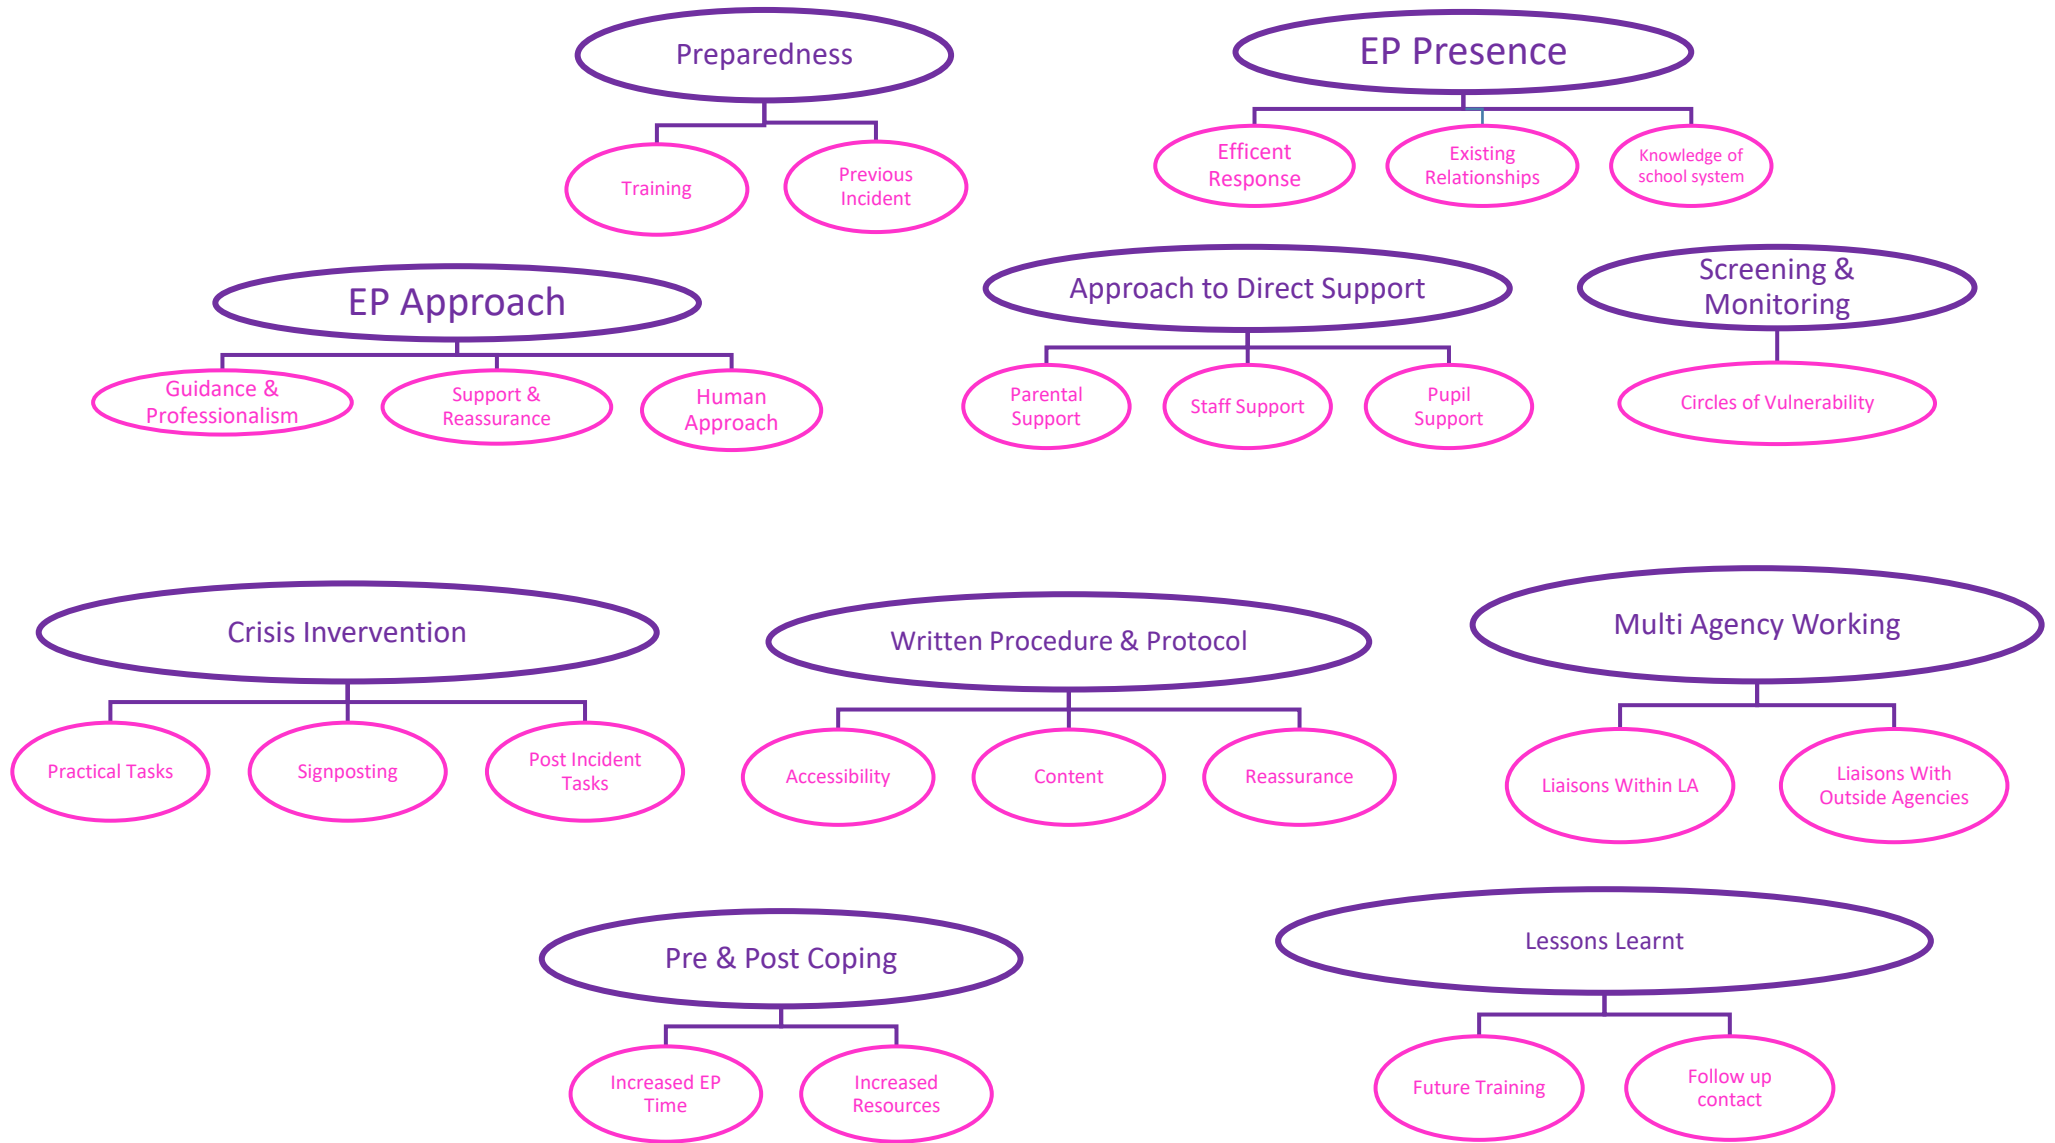 Preparedness
Training
Previous
Incident
EP Presence
Efficent
Response
Existing
Relationships
Knowledge of
school system
EP Approach
Guidance &
Professionalism
Support &
Reassurance
Human
Approach
Approach to Direct Support
Parental
Support
Staff Support
Pupil
Support
Screening &
Monitoring
Circles of Vulnerability
Crisis Invervention
Practical Tasks
Signposting
Post Incident
Tasks
Written Procedure & Protocol
Accessibility
Content
Reassurance
Multi Agency Working
Liaisons Within LA
Liaisons With
Outside Agencies
Pre & Post Coping
Increased EP
Time
Increased
Resources
Lessons Learnt
Future Training
Follow up
contact